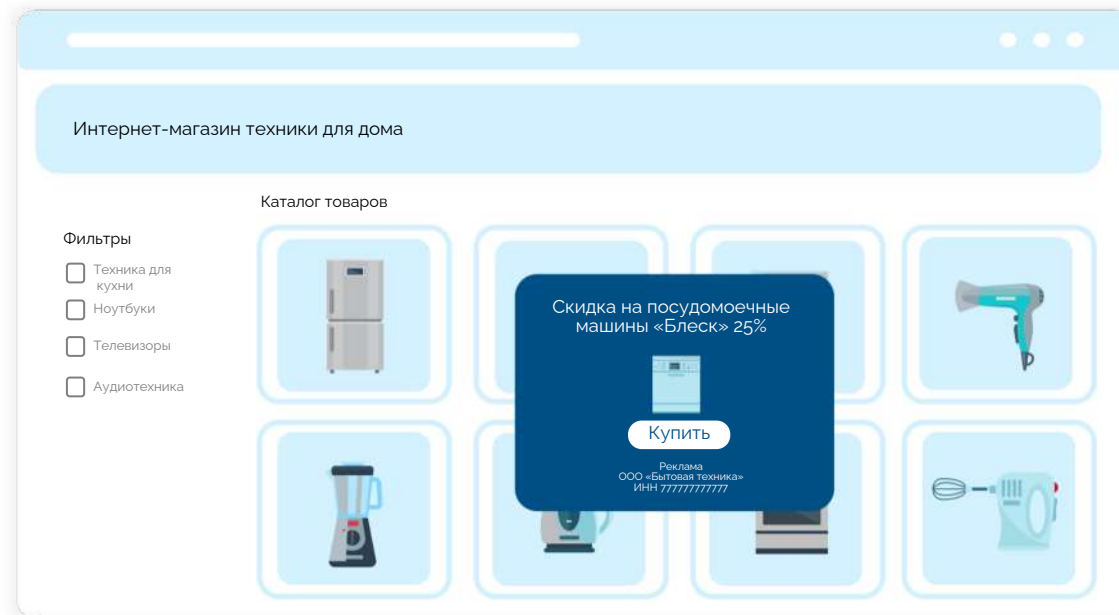 Интернет-магазин техники для дома
Каталог товаров
Фильтры
Техника для
кухни
Ноутбуки
Телевизоры
Аудиотехника
Скидка на посудомоечные
машины «Блеск» 25%
Купить
Реклама
ООО «Бытовая техника»
ИНН 777777777777